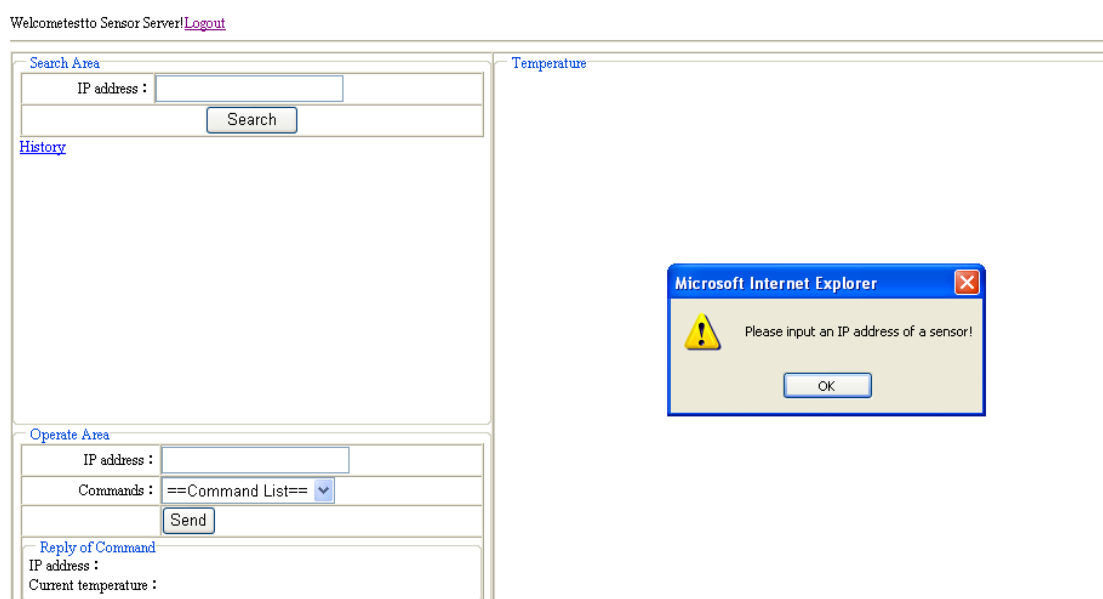 Welcometestto Sensor Server!Logout
Search Area
IP address：
Search
History
Temperature
Microsoft Internet Explorer
Please input an IP address of a sensor!
OK
Operate Area
IP address：
Commands： ==Command List==
Send
Reply of Command
IP address：
Current temperature：